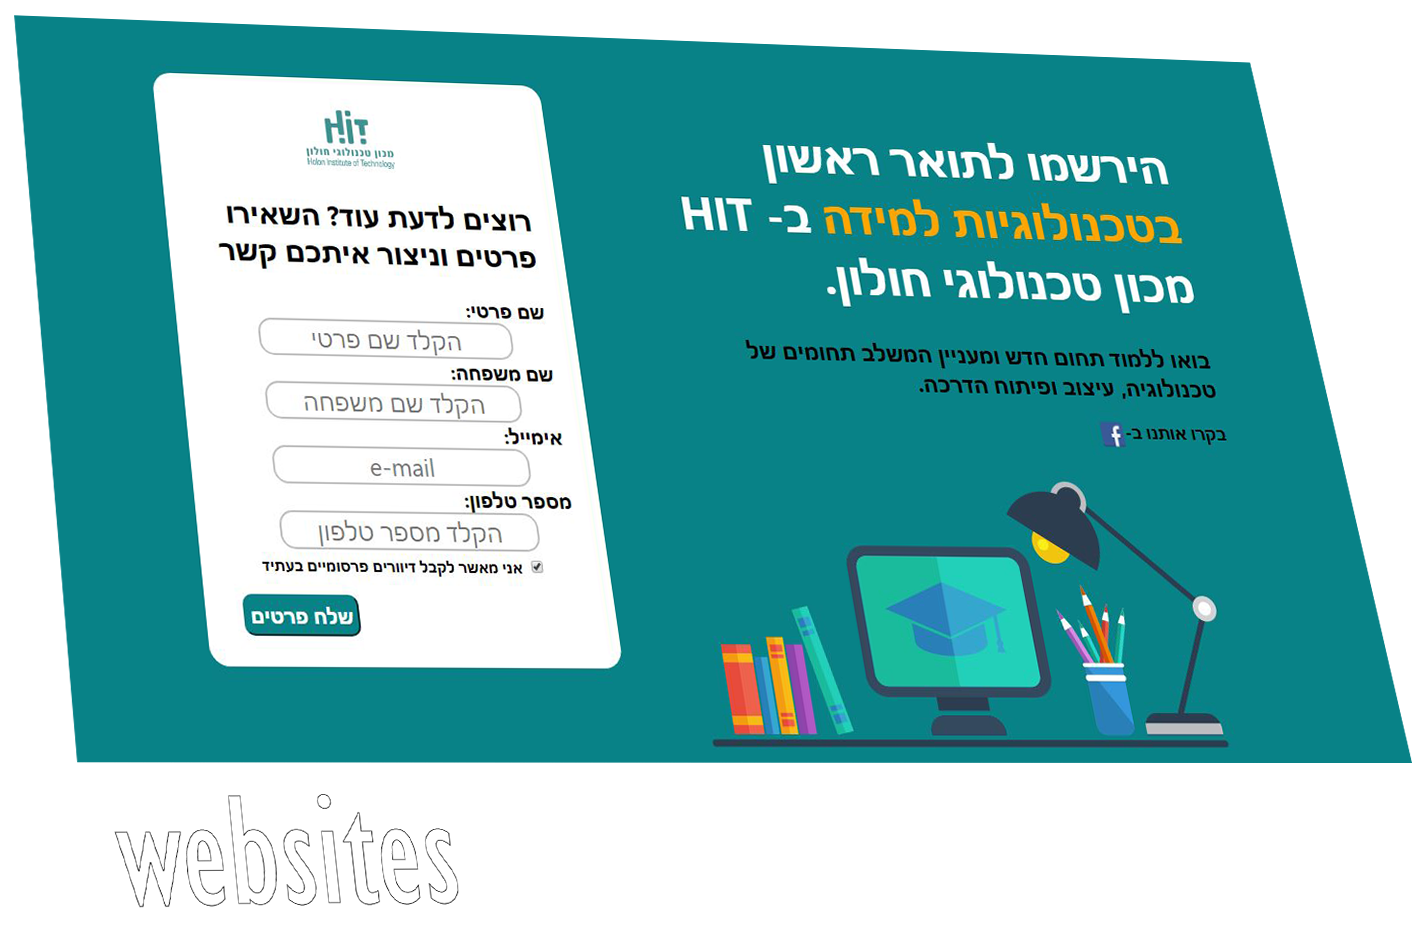 הירשמו לתואר ראשון
בטכנולוגיות למידה ב- HIT
מכון טכנולוגי חולון.
בואו ללמוד תחום חדש ומעניין המשלב תחומים של
טכנולוגיה, עיצוב ופיתוח הדרכה.
בקרו אותנו ב- f
HiT
מכון טכנולוגי חולון
Holon Institute of Technology
רוצים לדעת עוד? השאירו
פרטים וניצור איתכם קשר
שם פרטי:
הקלד שם פרטי
שם משפחה:
הקלד שם משפחה
אימייל:
e-mail
מספר טלפון:
הקלד מספר טלפון
אני מאשר לקבל דיוורים פרסומיים בעתיד
שלח פרטים
websites